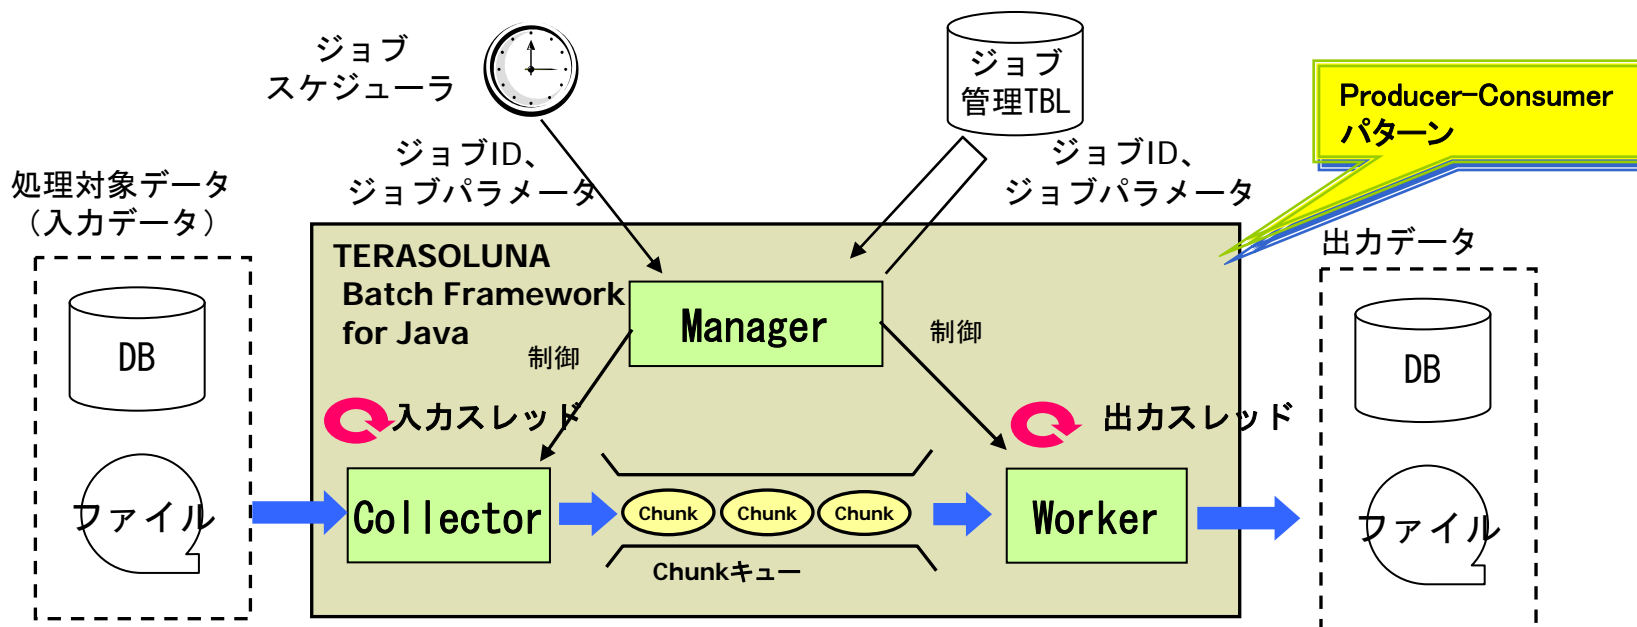 ジョブ
スケジューラ
ジョブ
管理TBL
Producer-Consumer
パターン
ジョブID、
ジョブパラメータ
ジョブID、
ジョブパラメータ
処理対象データ
（入力データ）
出力データ
TERASOLUNA
Batch Framework
for Java
Manager
制御
制御
DB
DB
入力スレッド
出力スレッド
ファイル
Collector
Chunk
Chunk
Chunk
Worker
ファイル
Chunkキュー